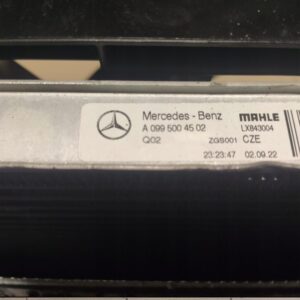 Mercedes-Benz MAHLE
A 099 500 45 02 LX843004
Q02 ZGS001 CZE
23:23:47 02.09.22